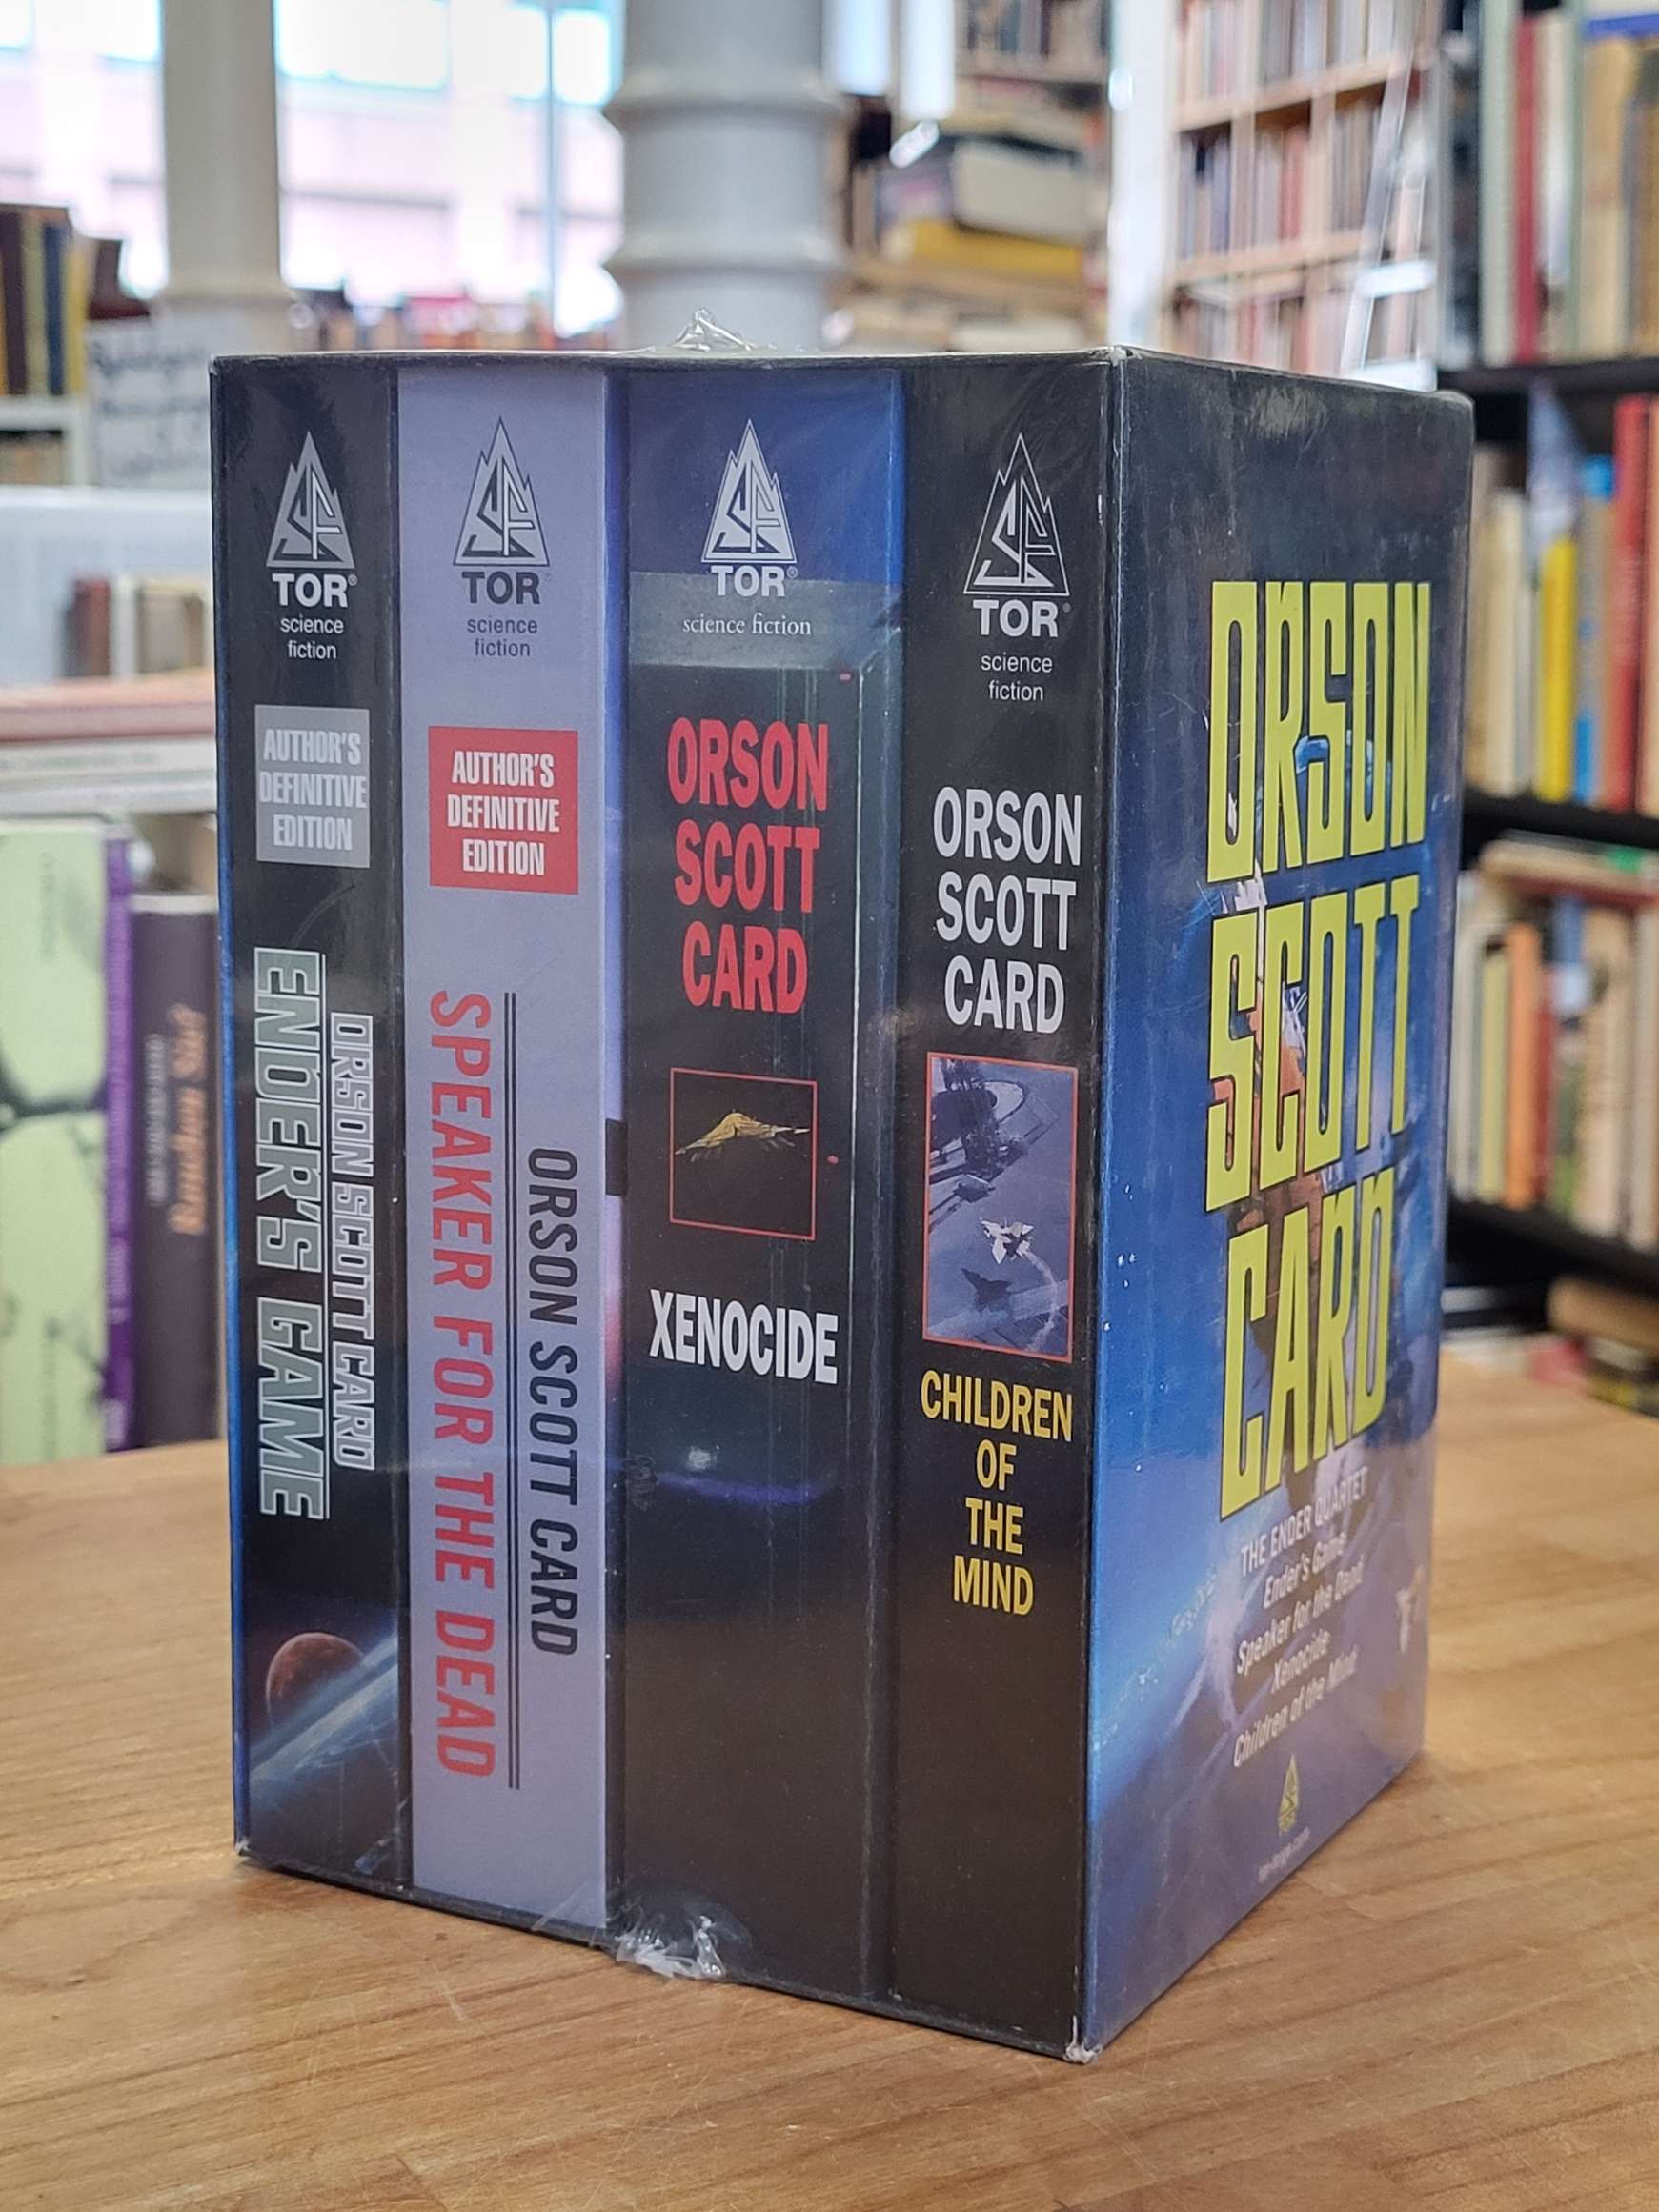 TOR®
science
fiction
AUTHOR'S
DEFINITIVE
EDITION
ORSON SCOTT CARD
ENDER'S GAME
TOR®
science
fiction
AUTHOR'S
DEFINITIVE
EDITION
ORSON SCOTT CARD
SPEAKER FOR THE DEAD
TOR®
science fiction
ORSON
SCOTT
CARD
XENOCIDE
TOR®
science
fiction
ORSON
SCOTT
CARD
CHILDREN
OF
THE
MIND
ORSON
SCOTT
CARD
THE ENDER QUARTET
Ender's Game
Speaker for the Dead
Xenocide
Children of the Mind